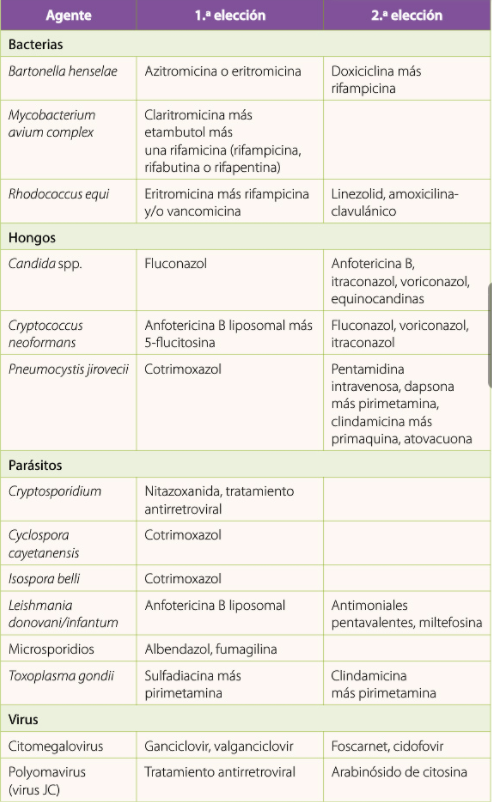 Agente 1.ª elección 2.ª elección
Bacterias
Bartonella henselae Azitromicina o eritromicina Doxiciclina más
rifampicina
Mycobacterium Claritromicina más
avium complex etambutol más
una rifamicina (rifampicina,
rifabutina o rifapentina)
Rhodococcus equi Eritromicina más rifampicina Linezolid, amoxicilina-
y/o vancomicina clavulánico
Hongos
Candida spp. Fluconazol Anfotericina B,
itraconazol, voriconazol,
equinocandinas
Cryptococcus Anfotericina B liposomal más Fluconazol, voriconazol,
neoformans 5-flucitosina itraconazol
Pneumocystis jirovecii Cotrimoxazol Pentamidina
intravenosa, dapsona
más pirimetamina,
clindamicina más
primaquina, atovacuona
Parásitos
Cryptosporidium Nitazoxanida, tratamiento
antirretroviral
Cyclospora Cotrimoxazol
cayetanensis
Isospora belli Cotrimoxazol
Leishmania Anfotericina B liposomal Antimoniales
donovani/infantum pentavalentes, miltefosina
Microsporidios Albendazol, fumagilina
Toxoplasma gondii Sulfadiacina más Clindamicina
pirimetamina más pirimetamina
Virus
Citomegalovirus Ganciclovir, valganciclovir Foscarnet, cidofovir
Polyomavirus Tratamiento antirretroviral Arabinósido de citosina
(virus JC)